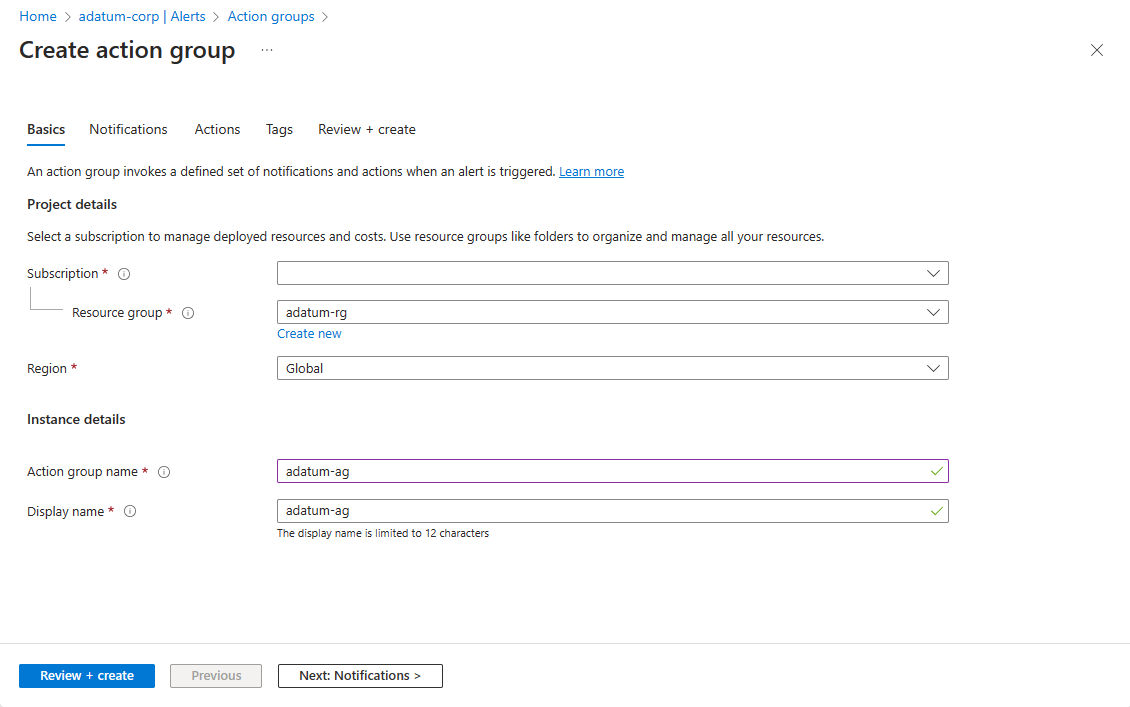 Home > adatum-corp | Alerts > Action groups >
Create action group ...
Basics Notifications Actions Tags Review + create
An action group invokes a defined set of notifications and actions when an alert is triggered. Learn more
Project details
Select a subscription to manage deployed resources and costs. Use resource groups like folders to organize and manage all your resources.
Subscription *
Resource group * adatum-rg
Create new
Region * Global
Instance details
Action group name * adatum-ag
Display name * adatum-ag
The display name is limited to 12 characters
Review + create Previous Next: Notifications >